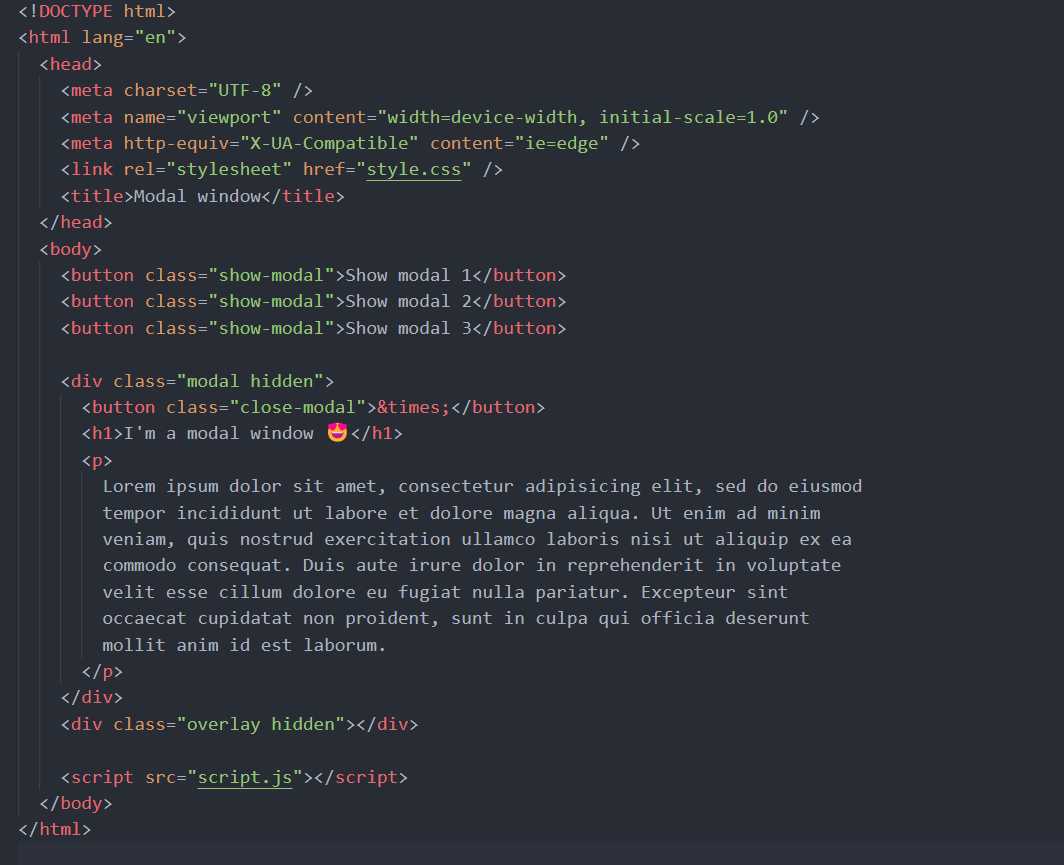 <!DOCTYPE html>
<html lang="en">
  <head>
    <meta charset="UTF-8" />
    <meta name="viewport" content="width=device-width, initial-scale=1.0" />
    <meta http-equiv="X-UA-Compatible" content="ie=edge" />
    <link rel="stylesheet" href="style.css" />
    <title>Modal window</title>
  </head>
  <body>
    <button class="show-modal">Show modal 1</button>
    <button class="show-modal">Show modal 2</button>
    <button class="show-modal">Show modal 3</button>

    <div class="modal hidden">
      <button class="close-modal">&times;</button>
      <h1>I'm a modal window 🤩</h1>
      <p>
        Lorem ipsum dolor sit amet, consectetur adipisicing elit, sed do eiusmod
        tempor incididunt ut labore et dolore magna aliqua. Ut enim ad minim
        veniam, quis nostrud exercitation ullamco laboris nisi ut aliquip ex ea
        commodo consequat. Duis aute irure dolor in reprehenderit in voluptate
        velit esse cillum dolore eu fugiat nulla pariatur. Excepteur sint
        occaecat cupidatat non proident, sunt in culpa qui officia deserunt
        mollit anim id est laborum.
      </p>
    </div>
    <div class="overlay hidden"></div>

    <script src="script.js"></script>
  </body>
</html>